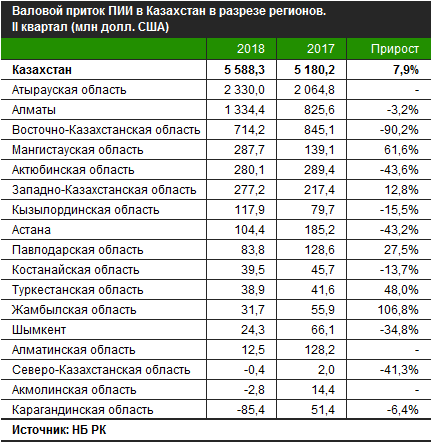 Валовой приток ПИИ в Казахстан в разрезе регионов.
II квартал (млн долл. США)
2018 2017 Прирост
Казахстан 5 588,3 5 180,2 7,9%
Атырауская область 2 330,0 2 064,8 -
Алматы 1 334,4 825,6 -3,2%
Восточно-Казахстанская область 714,2 845,1 -90,2%
Мангистауская область 287,7 139,1 61,6%
Актюбинская область 280,1 289,4 -43,6%
Западно-Казахстанская область 277,2 217,4 12,8%
Кызылординская область 117,9 79,7 -15,5%
Астана 104,4 185,2 -43,2%
Павлодарская область 83,8 128,6 27,5%
Костанайская область 39,5 45,7 -13,7%
Туркестанская область 38,9 41,6 48,0%
Жамбылская область 31,7 55,9 106,8%
Шымкент 24,3 66,1 -34,8%
Алматинская область 12,5 128,2 -
Северо-Казахстанская область -0,4 2,0 -41,3%
Акмолинская область -2,8 14,4 -
Карагандинская область -85,4 51,4 -6,4%
Источник: НБ РК